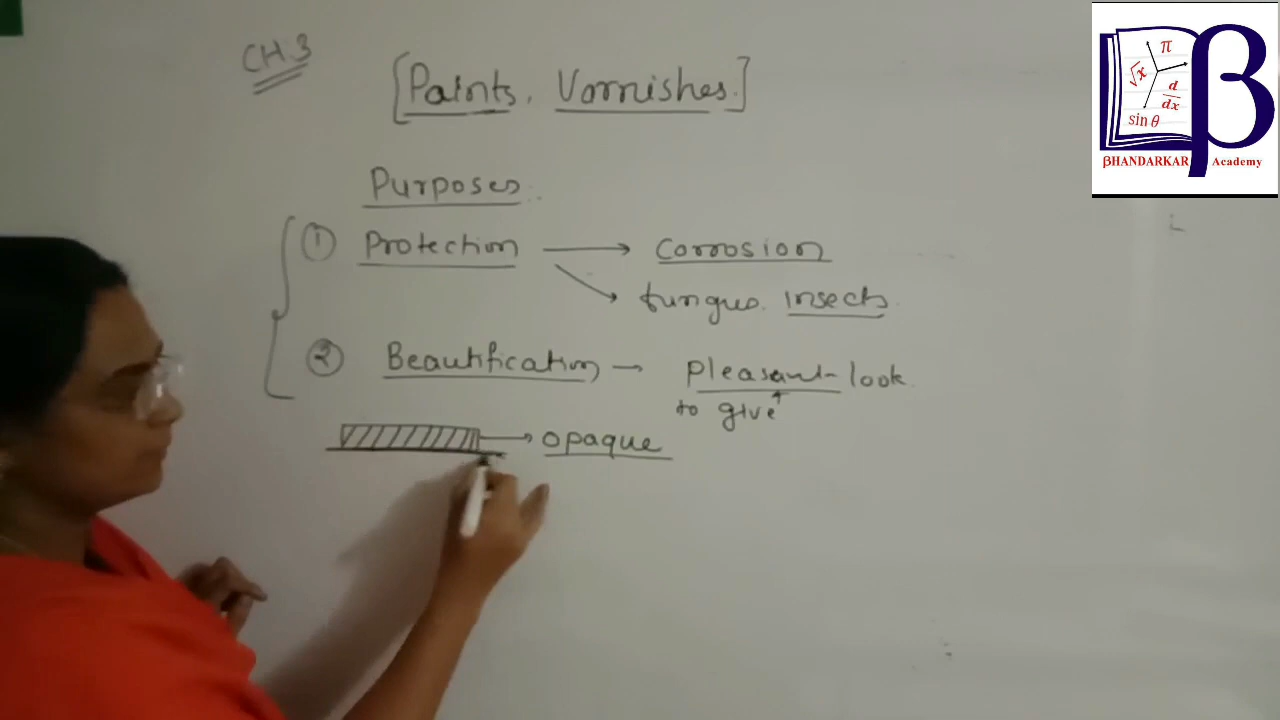 CH.3
[Paints, Varnishes.]
Purposes
① Protection → Corrosion
→ fungus. insects.
② Beautification — Pleasant look
to give ↑
→ opaque
π
√x
d
dx
sin θ
β
βHANDARKAR Academy